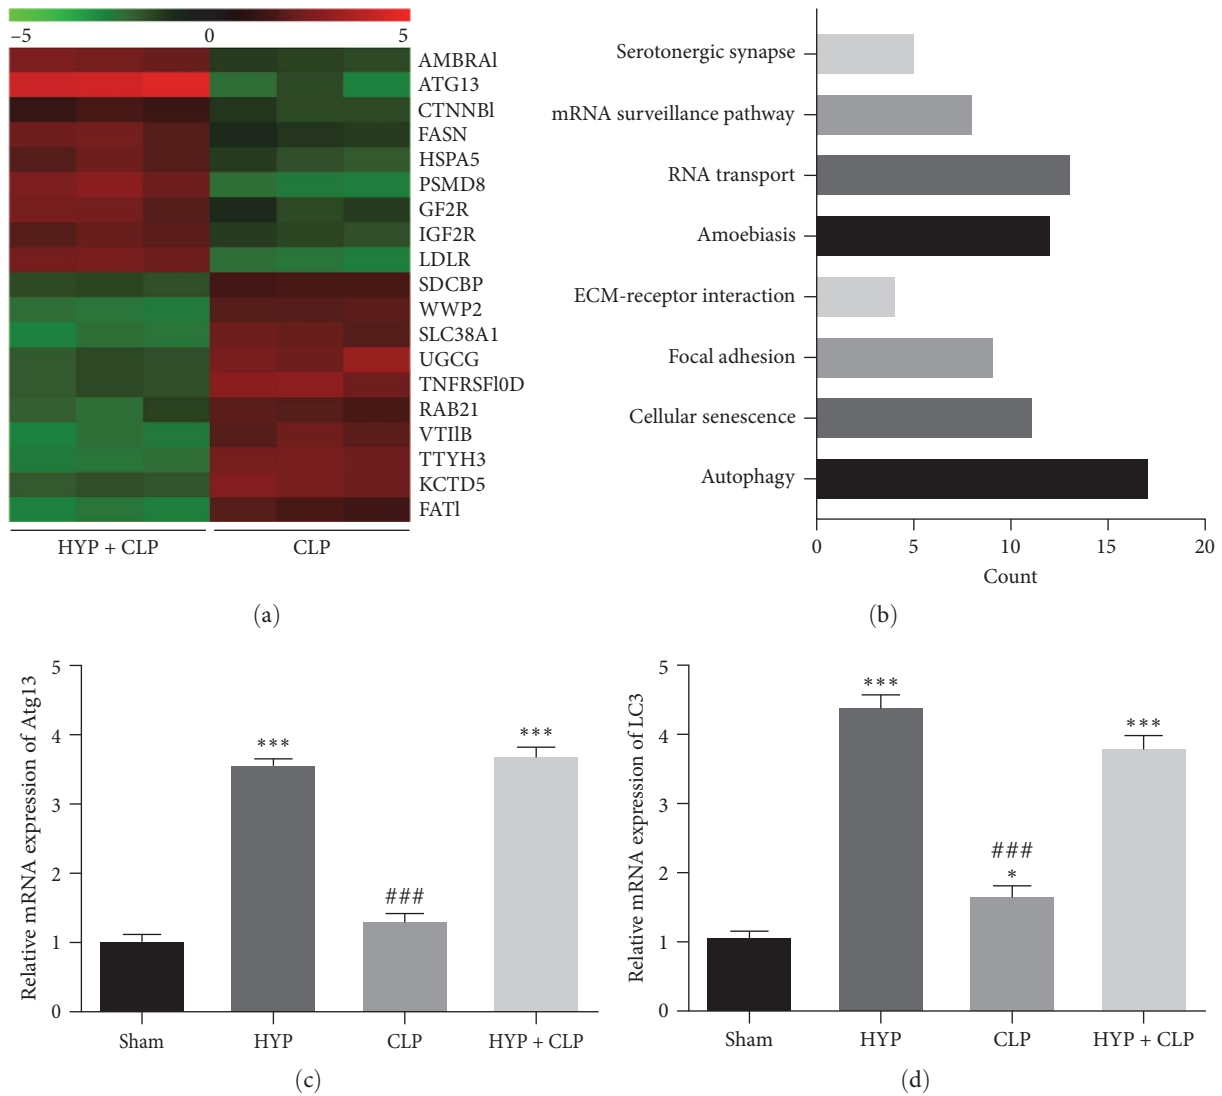 –5 0 5
AMBRAl
ATG13
CTNNBl
FASN
HSPA5
PSMD8
GF2R
IGF2R
LDLR
SDCBP
WWP2
SLC38A1
UGCG
TNFRSFl0D
RAB21
VTIlB
TTYH3
KCTD5
FATl
HYP + CLP CLP
(a)
Serotonergic synapse
mRNA surveillance pathway
RNA transport
Amoebiasis
ECM-receptor interaction
Focal adhesion
Cellular senescence
Autophagy
0 5 10 15 20
Count
(b)
Relative mRNA expression of Atg13
5
4
3
2
1
0
***
###
***
Sham HYP CLP HYP + CLP
(c)
Relative mRNA expression of LC3
5
4
3
2
1
0
***
###
*
***
Sham HYP CLP HYP + CLP
(d)